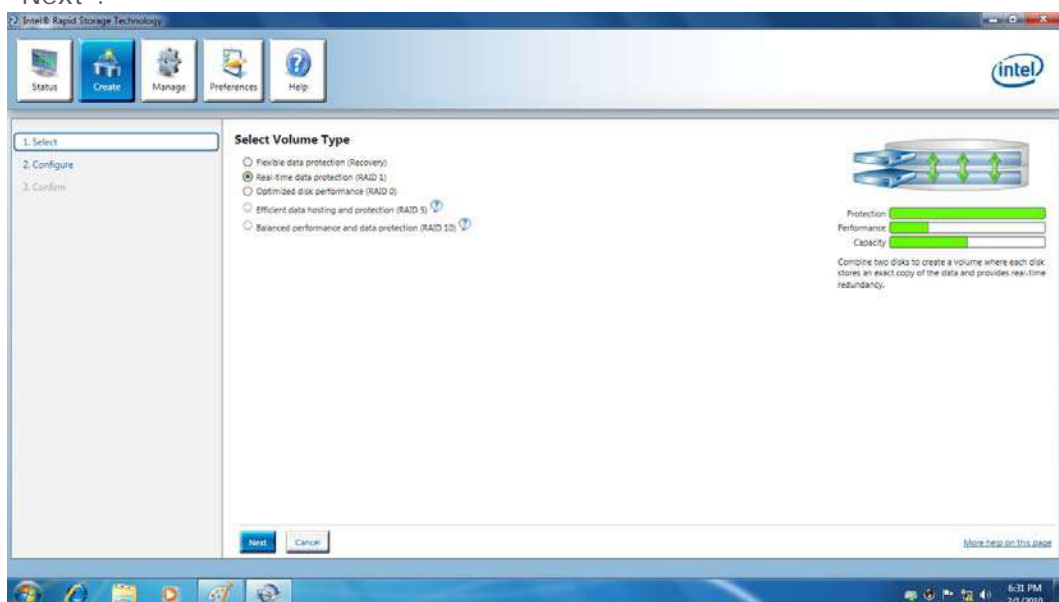 "Next".
Intel® Rapid Storage Technology
Status
Create
Manage
Preferences
Help
intel
1. Select
2. Configure
3. Confirm
Select Volume Type
Flexible data protection (Recovery)
Real-time data protection (RAID 1)
Optimized disk performance (RAID 0)
Efficient data hosting and protection (RAID 5)
Balanced performance and data protection (RAID 10)
Protection
Performance
Capacity
Combine two disks to create a volume where each disk
stores an exact copy of the data and provides real-time
redundancy.
Next
Cancel
More help on this page
6:31 PM
2/1/2010